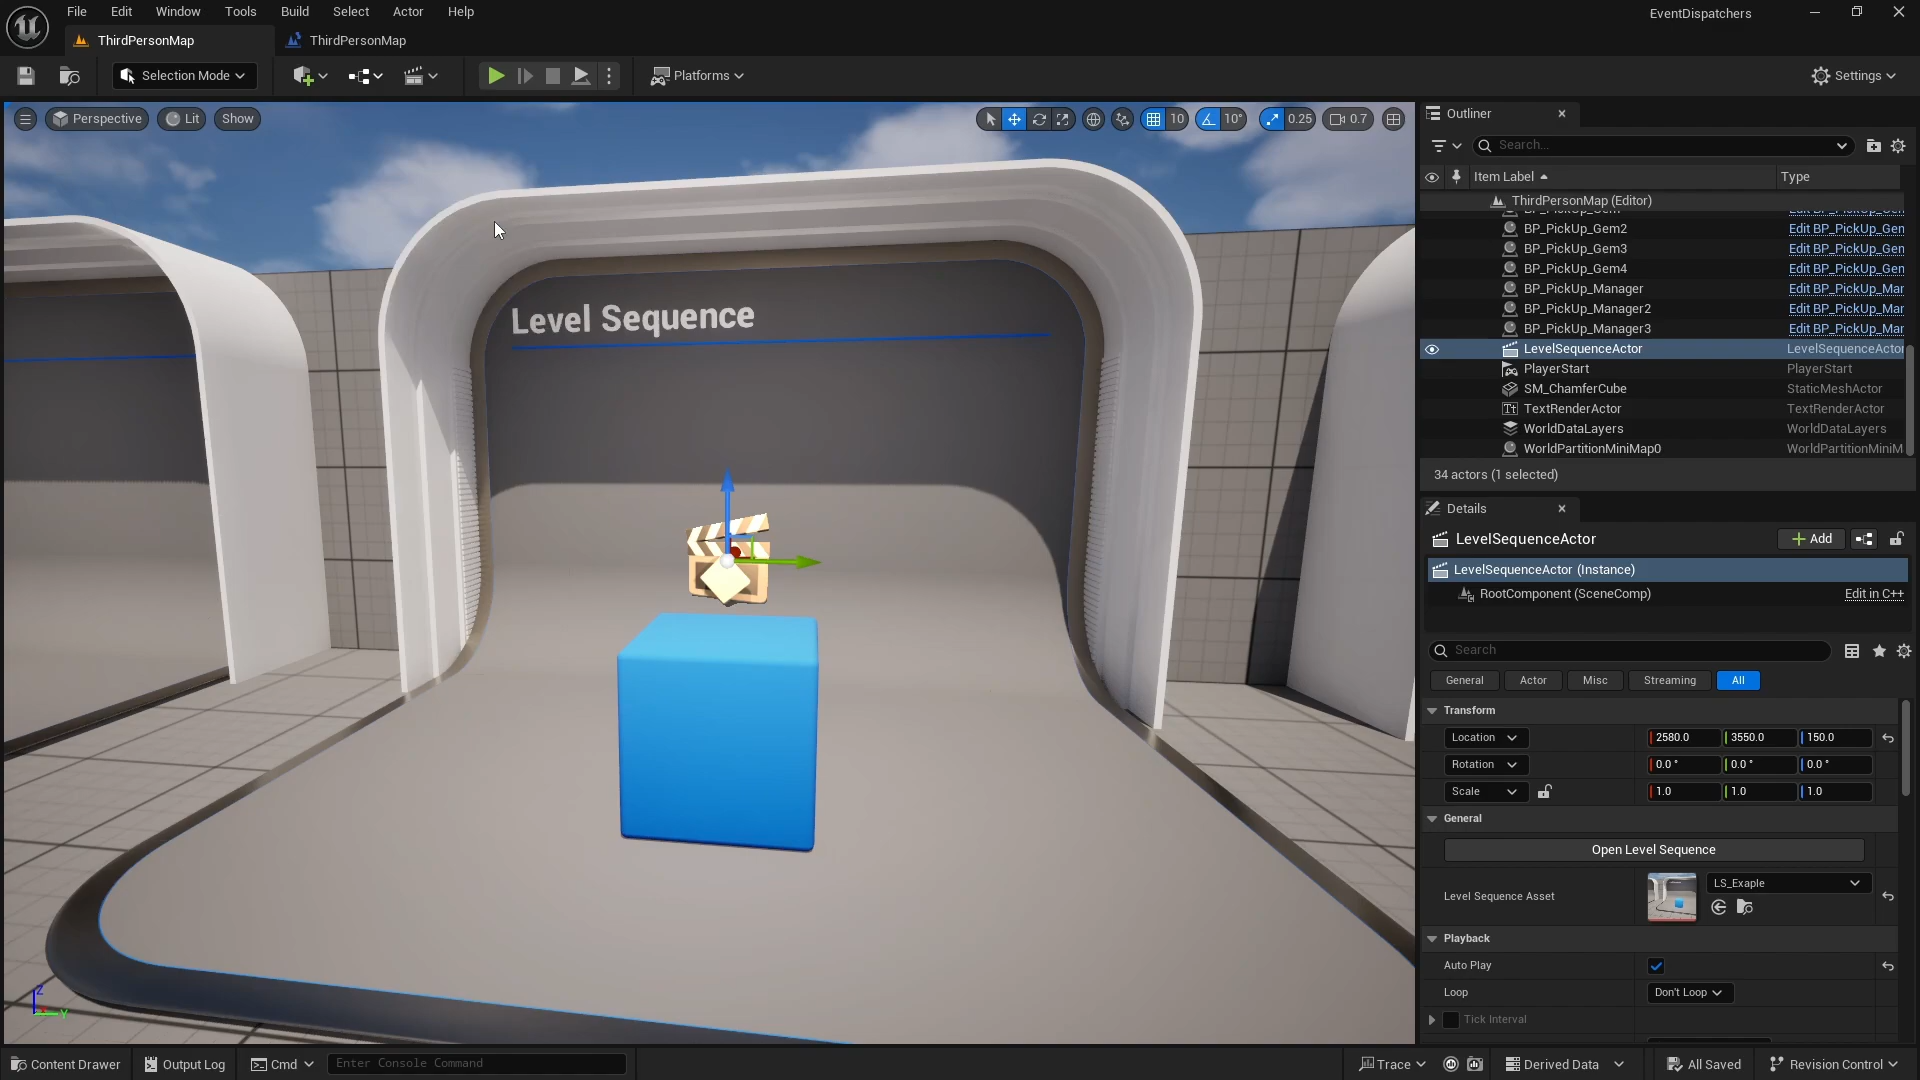 File Edit Window Tools Build Select Actor Help
EventDispatchers
ThirdPersonMap
ThirdPersonMap
Selection Mode
Platforms
Settings
Perspective Lit Show
10 10° 0.25 0.7
Level Sequence
Outliner
Search...
Item Label Type
ThirdPersonMap (Editor)
BP_PickUp_Gem2 Edit BP_PickUp_Gen
BP_PickUp_Gem3 Edit BP_PickUp_Gen
BP_PickUp_Gem4 Edit BP_PickUp_Gen
BP_PickUp_Manager Edit BP_PickUp_Mar
BP_PickUp_Manager2 Edit BP_PickUp_Mar
BP_PickUp_Manager3 Edit BP_PickUp_Mar
LevelSequenceActor LevelSequenceActor
PlayerStart PlayerStart
SM_ChamferCube StaticMeshActor
TextRenderActor TextRenderActor
WorldDataLayers WorldDataLayers
WorldPartitionMiniMap0 WorldPartitionMiniM
34 actors (1 selected)
Details
LevelSequenceActor
Add
LevelSequenceActor (Instance)
RootComponent (SceneComp) Edit in C++
Search
General Actor Misc Streaming All
Transform
Location 2580.0 3550.0 150.0
Rotation 0.0 ° 0.0 ° 0.0 °
Scale 1.0 1.0 1.0
General
Open Level Sequence
Level Sequence Asset
LS_Exaple
Playback
Auto Play
Loop Don't Loop
Tick Interval
Z
Y
Content Drawer Output Log Cmd Enter Console Command
Trace Derived Data All Saved Revision Control